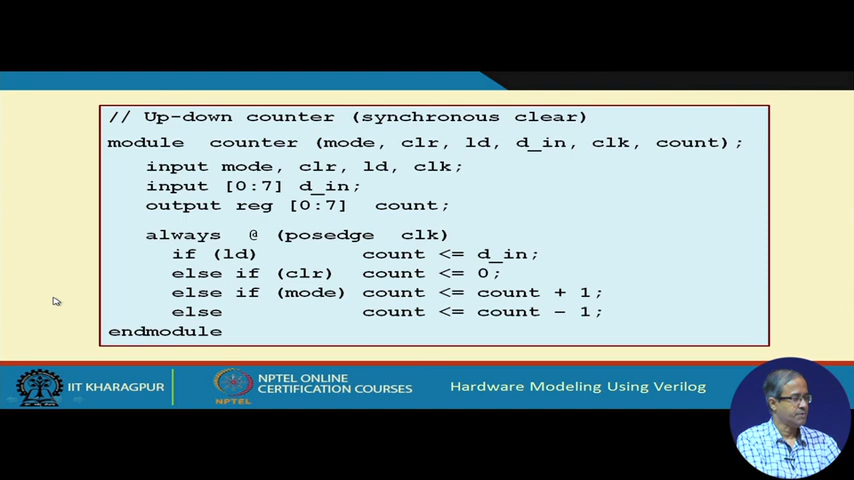 // Up-down counter (synchronous clear)
module counter (mode, clr, ld, d_in, clk, count);
input mode, clr, ld, clk;
input [0:7] d_in;
output reg [0:7] count;
always @ (posedge clk)
if (ld) count <= d_in;
else if (clr) count <= 0;
else if (mode) count <= count + 1;
else count <= count – 1;
endmodule
IIT KHARAGPUR
NPTEL
NPTEL ONLINE
CERTIFICATION COURSES
Hardware Modeling Using Verilog